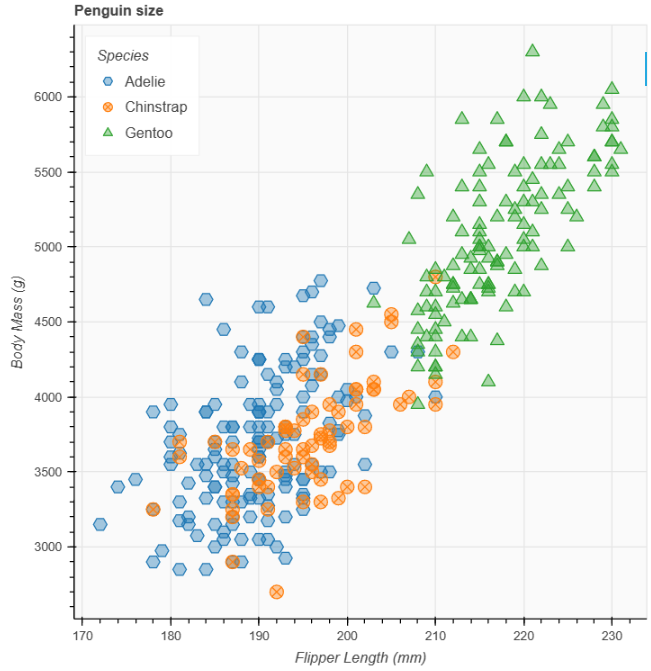 Penguin size
Species
Adelie
Chinstrap
Gentoo
6000
5500
5000
4500
4000
3500
3000
Body Mass (g)
170 180 190 200 210 220 230
Flipper Length (mm)